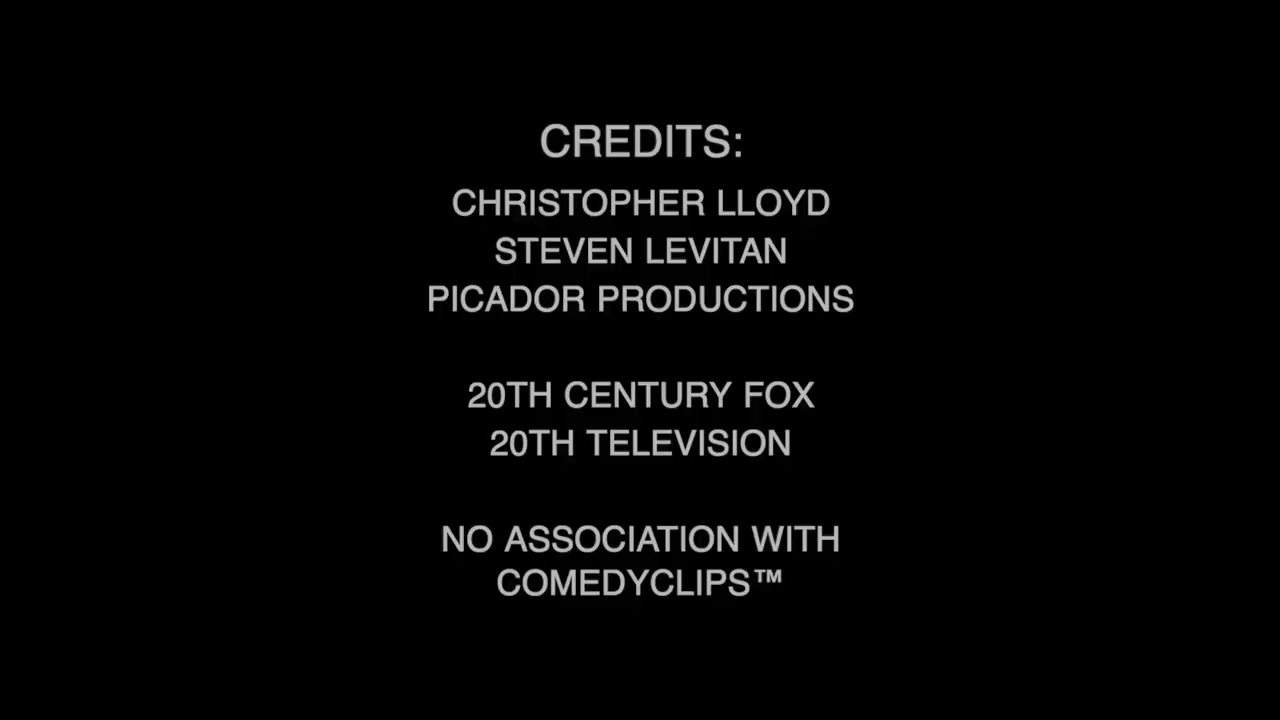 CREDITS:
CHRISTOPHER LLOYD
STEVEN LEVITAN
PICADOR PRODUCTIONS
20TH CENTURY FOX
20TH TELEVISION
NO ASSOCIATION WITH
COMEDYCLIPS™